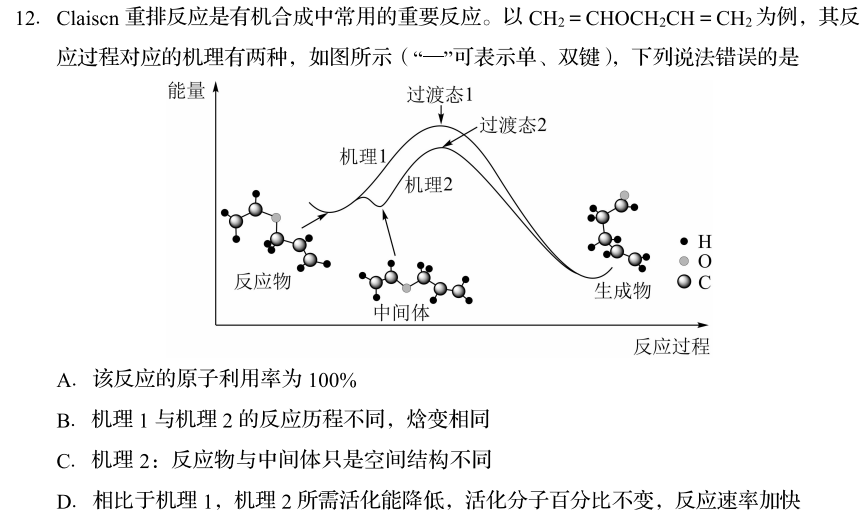 12. Claiscn 重排反应是有机合成中常用的重要反应。以 CH₂=CHOCH₂CH=CH₂ 为例，其反
应过程对应的机理有两种，如图所示（“—”可表示单、双键），下列说法错误的是
能量
过渡态1
过渡态2
机理1
机理2
反应物
中间体
生成物
H
O
C
反应过程
A. 该反应的原子利用率为 100%
B. 机理 1 与机理 2 的反应历程不同，焓变相同
C. 机理 2：反应物与中间体只是空间结构不同
D. 相比于机理 1，机理 2 所需活化能降低，活化分子百分比不变，反应速率加快